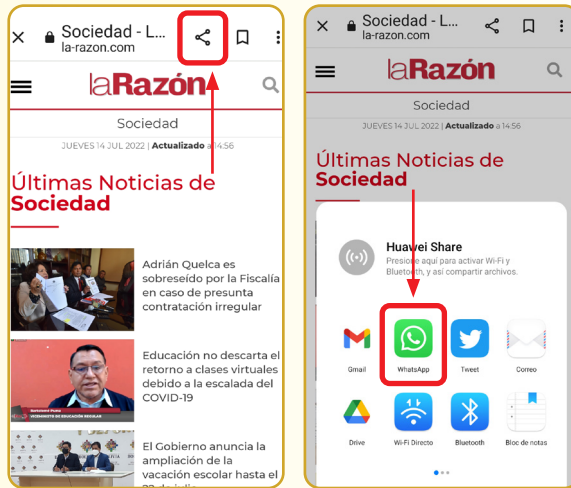 Sociedad - L...
la-razon.com
laRazón
Sociedad
JUEVES 14 JUL 2022 | Actualizado a 14:56
Últimas Noticias de
Sociedad
Adrián Quelca es
sobreseído por la Fiscalía
en caso de presunta
contratación irregular
Educación no descarta el
retorno a clases virtuales
debido a la escalada del
COVID-19
VICEMINISTRO DE EDUCACIÓN REGULAR
El Gobierno anuncia la
ampliación de la
vacación escolar hasta el
Sociedad - L...
la-razon.com
laRazón
Sociedad
JUEVES 14 JUL 2022 | Actualizado a 14:56
Últimas Noticias de
Sociedad
Huawei Share
Presione aquí para activar Wi-Fi y
Bluetooth, y así compartir archivos.
Gmail
WhatsApp
Tweet
Correo
Drive
Wi-Fi Directo
Bluetooth
Bloc de notas